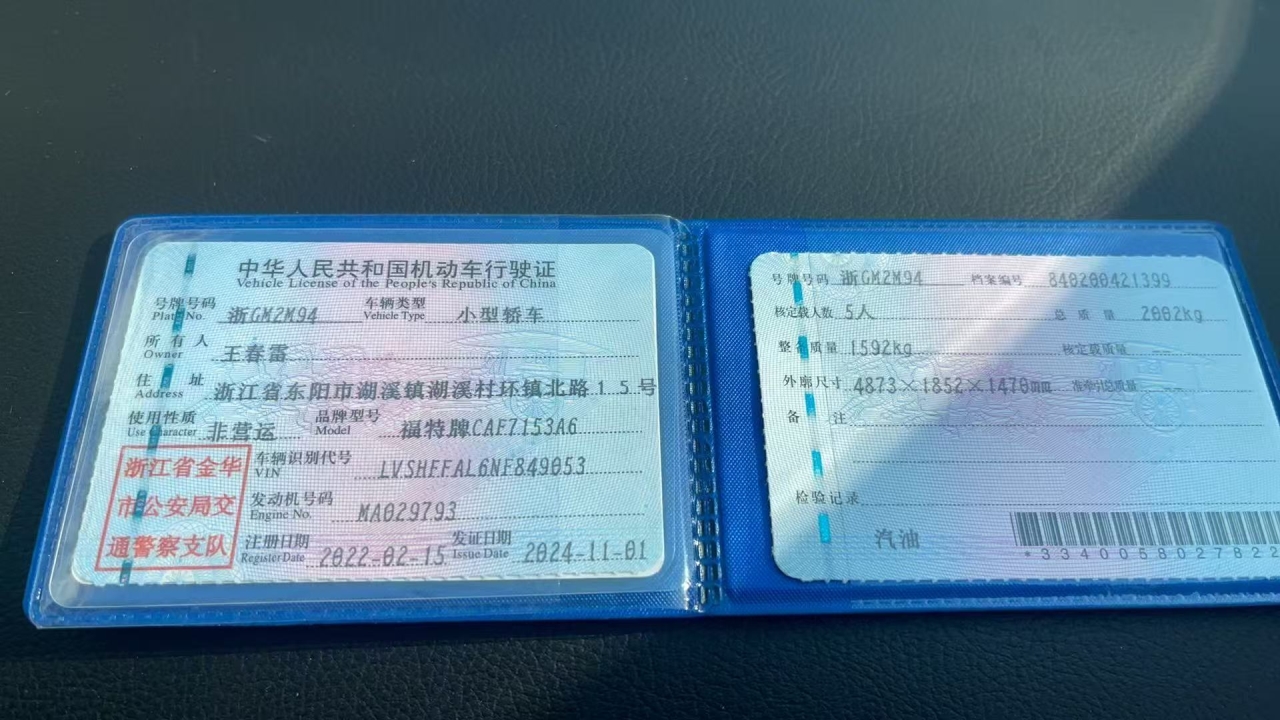 中华人民共和国机动车行驶证
Vehicle License of the People's Republic of China
号牌号码 浙GM2M94 车辆类型 小型轿车
Plate No. Vehicle Type
所有人 王春雷
Owner
住址 浙江省东阳市湖溪镇湖溪村环镇北路15号
Address
使用性质 非营运 品牌型号 福特牌CAF7153A6
Use Character Model
浙江省金华
市公安局交
通警察支队
车辆识别代号 LVSHFFAL6NF849053
VIN
发动机号码 MA029793
Engine No.
注册日期 2022-02-15 发证日期 2024-11-01
Register Date Issue Date
号牌号码 浙GM2M94 档案编号 840200421399
核定载人数 5人 总质量 2002kg
整备质量 1592kg 核定载质量 --
外廓尺寸 4873×1852×1470mm 准牵引总质量 --
备注
检验记录
汽油
*3340058027822